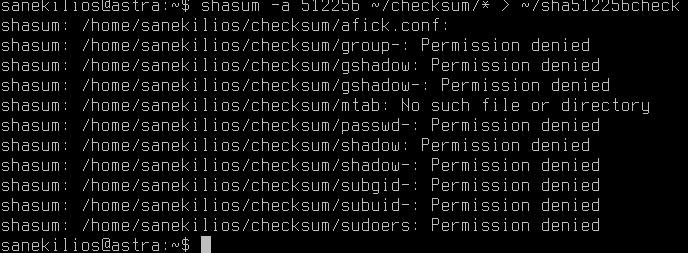 sanekilios@astra:~$ shasum -a 512256 ~/checksum/* > ~/sha512256check
shasum: /home/sanekilios/checksum/afick.conf:
shasum: /home/sanekilios/checksum/group-: Permission denied
shasum: /home/sanekilios/checksum/gshadow: Permission denied
shasum: /home/sanekilios/checksum/gshadow-: Permission denied
shasum: /home/sanekilios/checksum/mtab: No such file or directory
shasum: /home/sanekilios/checksum/passwd-: Permission denied
shasum: /home/sanekilios/checksum/shadow: Permission denied
shasum: /home/sanekilios/checksum/shadow-: Permission denied
shasum: /home/sanekilios/checksum/subgid-: Permission denied
shasum: /home/sanekilios/checksum/subuid-: Permission denied
shasum: /home/sanekilios/checksum/sudoers: Permission denied
sanekilios@astra:~$